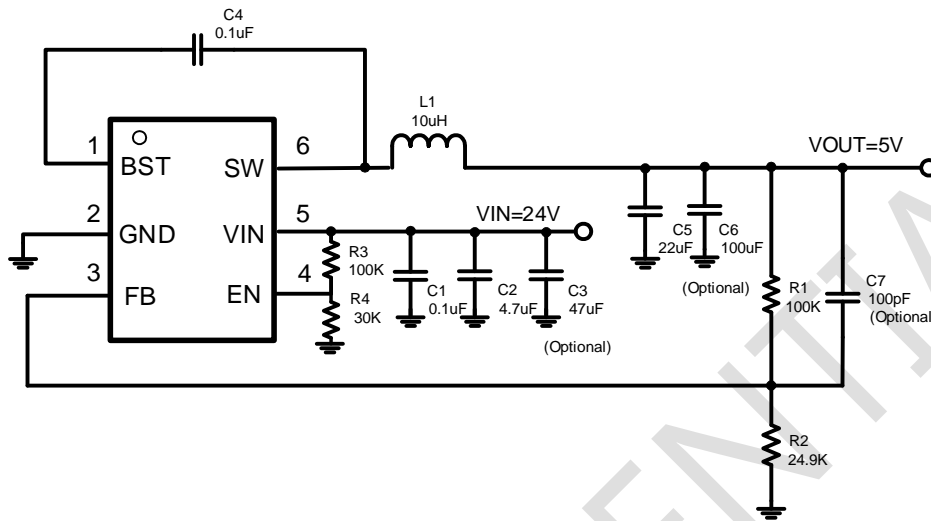 C4
0.1uF
L1
10uH
1
BST
6
SW
VOUT=5V
2
GND
5
VIN
VIN=24V
3
FB
4
EN
R3
100K
R4
30K
C1
0.1uF
C2
4.7uF
C3
47uF
(Optional)
C5
22uF
C6
100uF
(Optional)
R1
100K
C7
100pF
(Optional)
R2
24.9K